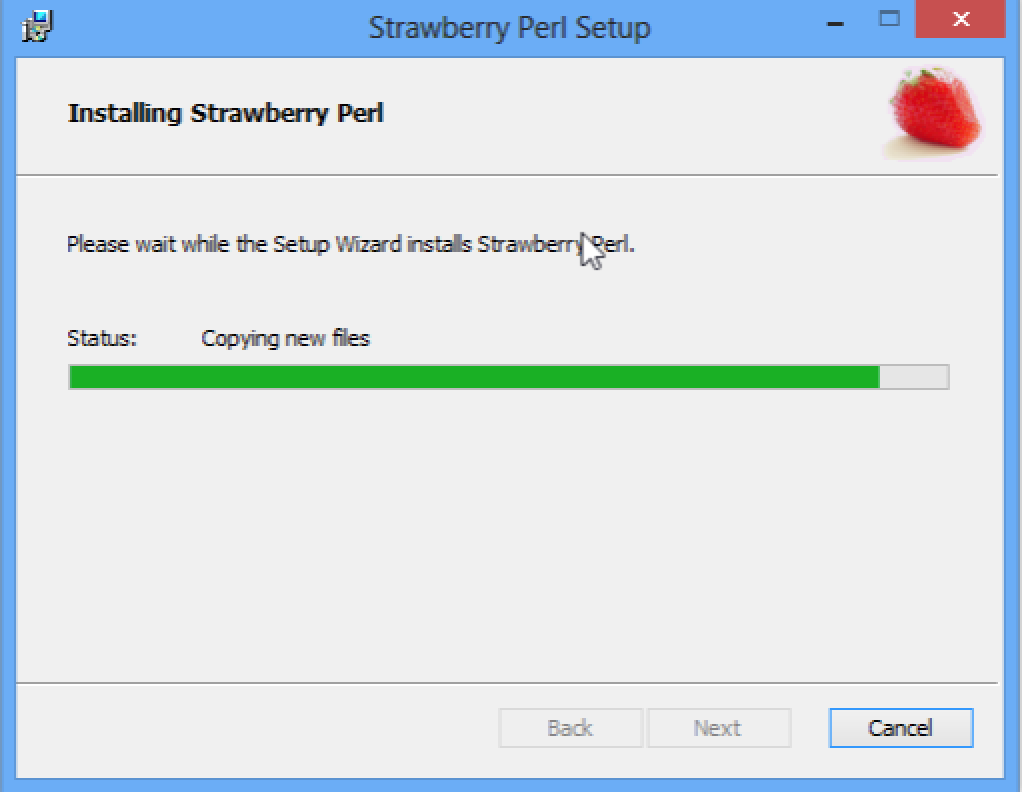 Strawberry Perl Setup
Installing Strawberry Perl
Please wait while the Setup Wizard installs Strawberry Perl.
Status: Copying new files
Back Next Cancel